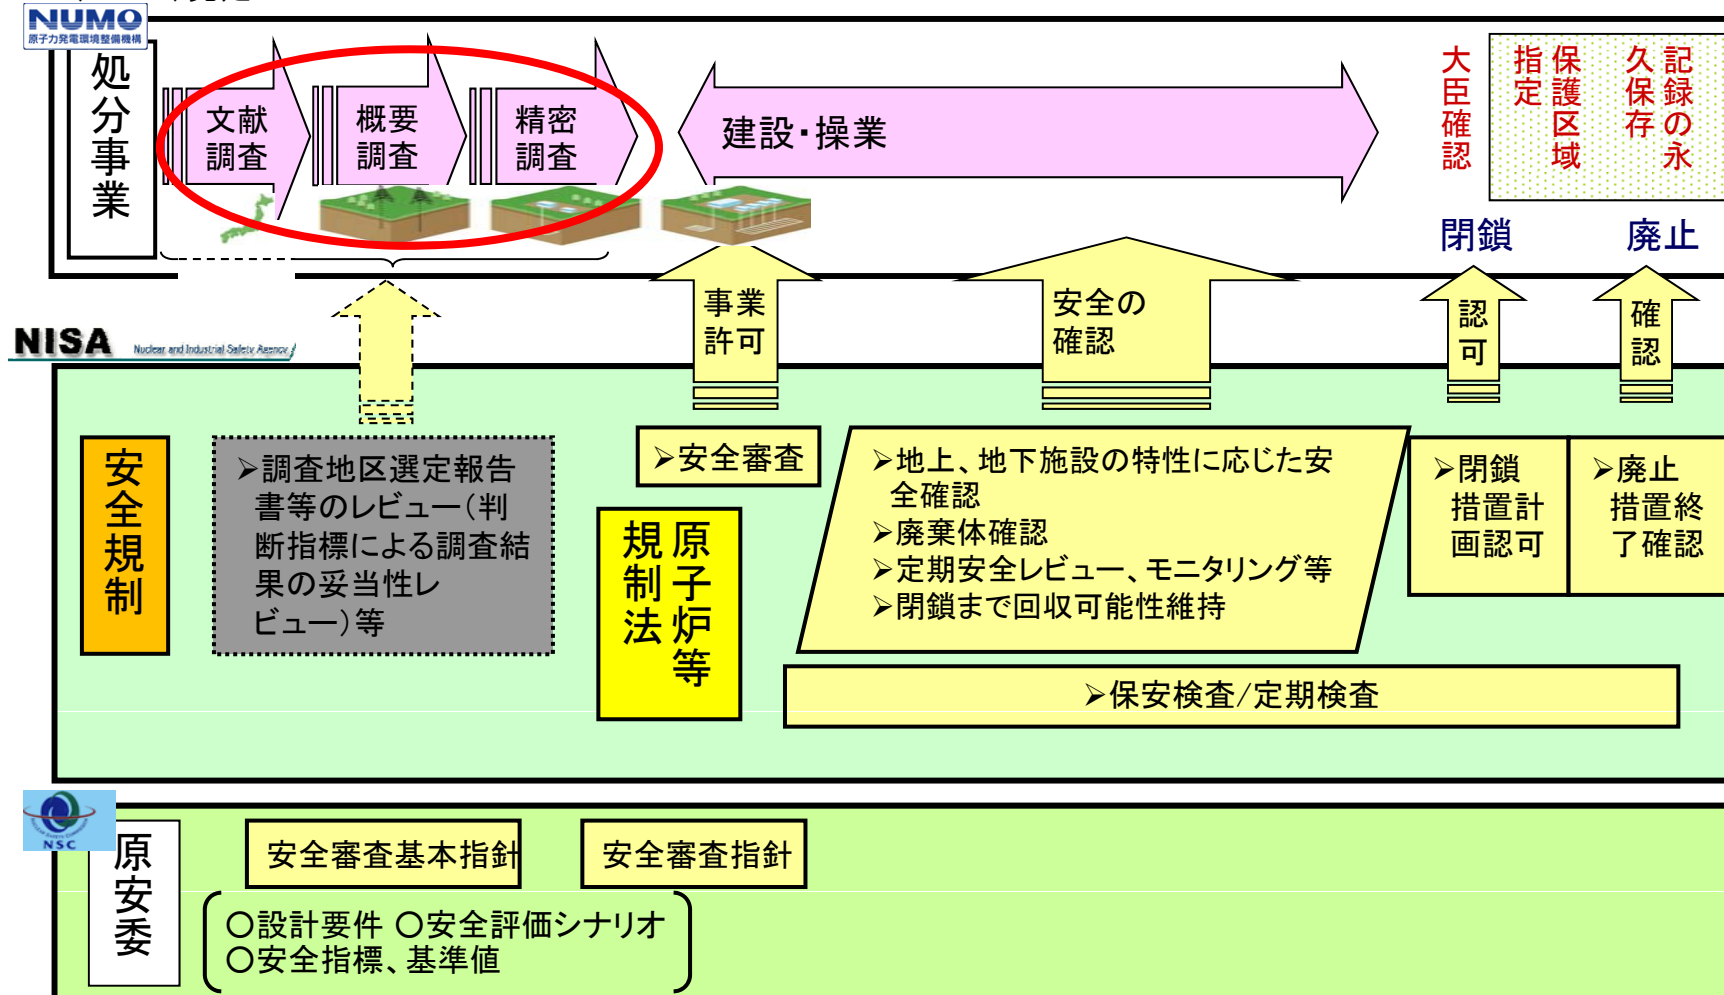 NUMO
原子力発電環境整備機構
処分事業
文献
調査
概要
調査
精密
調査
建設・操業
大臣確認
保護区域
指定
記録の永
久保存
閉鎖
廃止
事業
許可
安全の
確認
認可
確認
NISA
Nuclear and Industrial Safety Agency
安全規制
➢調査地区選定報告
書等のレビュー(判
断指標による調査結
果の妥当性レ
ビュー)等
➢安全審査
原子炉等
規制法
➢地上、地下施設の特性に応じた安
全確認
➢廃棄体確認
➢定期安全レビュー、モニタリング等
➢閉鎖まで回収可能性維持
➢閉鎖
措置計
画認可
➢廃止
措置終
了確認
➢保安検査/定期検査
NSC
原安委
安全審査基本指針
安全審査指針
〇設計要件 〇安全評価シナリオ
〇安全指標、基準値